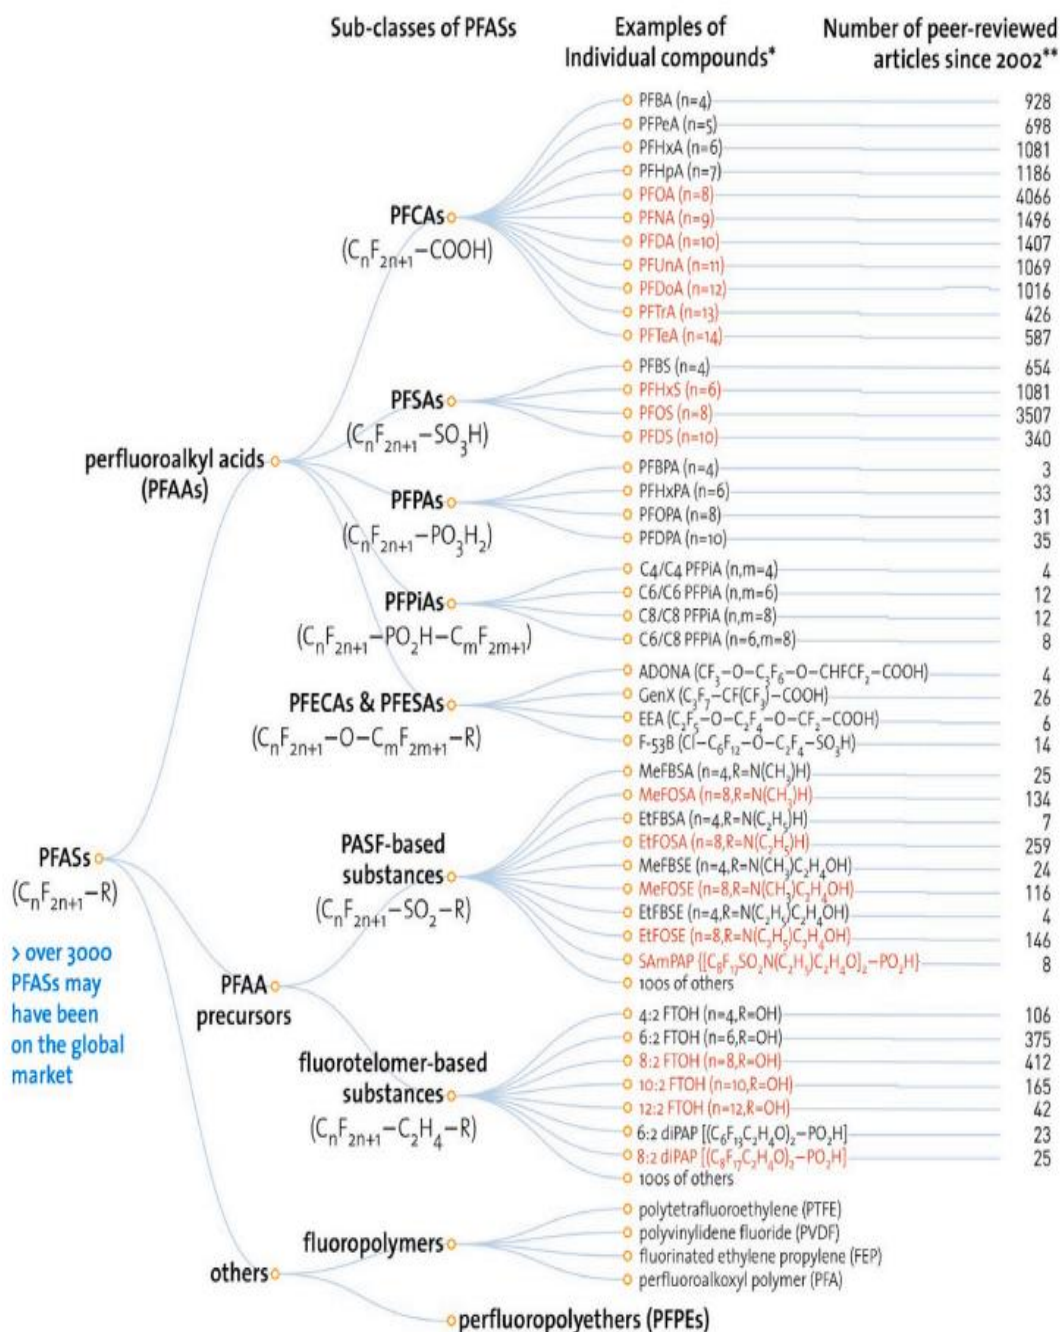 Sub-classes of PFASs
Examples of
Individual compounds*
Number of peer-reviewed
articles since 2002**
PFBA (n=4) 928
PFPeA (n=5) 698
PFHxA (n=6) 1081
PFHpA (n=7) 1186
PFOA (n=8) 4066
PFCAs
PFNA (n=9) 1496
(CₙF₂ₙ₊₁–COOH)
PFDA (n=10) 1407
PFUnA (n=11) 1069
PFDoA (n=12) 1016
PFTrA (n=13) 426
PFTeA (n=14) 587
PFBS (n=4) 654
PFSAs
PFHxS (n=6) 1081
(CₙF₂ₙ₊₁–SO₃H)
PFOS (n=8) 3507
PFDS (n=10) 340
perfluoroalkyl acids
(PFAAs)
PFBPA (n=4) 3
PFPAs
PFHxPA (n=6) 33
(CₙF₂ₙ₊₁–PO₃H₂)
PFOPA (n=8) 31
PFDPA (n=10) 35
C4/C4 PFPiA (n,m=4) 4
PFPiAs
C6/C6 PFPiA (n,m=6) 12
(CₙF₂ₙ₊₁–PO₂H–CₘF₂ₘ₊₁)
C8/C8 PFPiA (n,m=8) 12
C6/C8 PFPiA (n=6,m=8) 8
ADONA (CF₃–O–C₃F₆–O–CHFCF₂–COOH) 4
PFECAs & PFESAs
GenX (C₃F₇–CF(CF₃)–COOH) 26
(CₙF₂ₙ₊₁–O–CₘF₂ₘ₊₁–R)
EEA (C₂F₅–O–C₂F₄–O–CF₂–COOH) 6
F-53B (Cl–C₆F₁₂–O–C₂F₄–SO₃H) 14
MeFBSA (n=4,R=N(CH₃)H) 25
MeFOSA (n=8,R=N(CH₃)H) 134
EtFBSA (n=4,R=N(C₂H₅)H) 7
PASF-based
substances
EtFOSA (n=8,R=N(C₂H₅)H) 259
(CₙF₂ₙ₊₁–SO₂–R)
MeFBSE (n=4,R=N(CH₃)C₂H₄OH) 24
MeFOSE (n=8,R=N(CH₃)C₂H₄OH) 116
EtFBSE (n=4,R=N(C₂H₅)C₂H₄OH) 4
EtFOSE (n=8,R=N(C₂H₅)C₂H₄OH) 146
SAmPAP {[C₈F₁₇SO₂N(C₂H₅)C₂H₄O]₂–PO₂H} 8
100s of others
PFASs
(CₙF₂ₙ₊₁–R)
> over 3000
PFASs may
have been
on the global
market
PFAA
precursors
4:2 FTOH (n=4,R=OH) 106
6:2 FTOH (n=6,R=OH) 375
fluorotelomer-based
substances
8:2 FTOH (n=8,R=OH) 412
(CₙF₂ₙ₊₁–C₂H₄–R)
10:2 FTOH (n=10,R=OH) 165
12:2 FTOH (n=12,R=OH) 42
6:2 diPAP [(C₆F₁₃C₂H₄O)₂–PO₂H] 23
8:2 diPAP [(C₈F₁₇C₂H₄O)₂–PO₂H] 25
100s of others
others
fluoropolymers
polytetrafluoroethylene (PTFE)
polyvinylidene fluoride (PVDF)
fluorinated ethylene propylene (FEP)
perfluoroalkoxyl polymer (PFA)
perfluoropolyethers (PFPEs)